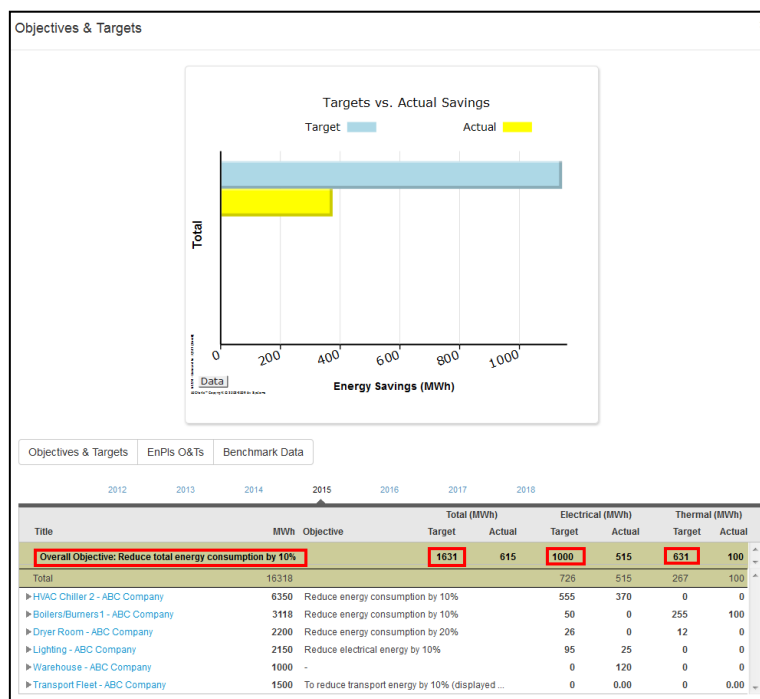 Objectives & Targets
Targets vs. Actual Savings
Target Actual
Total
0 200 400 600 800 1000
Data
Energy Savings (MWh)
Objectives & Targets EnPIs O&Ts Benchmark Data
2012 2013 2014 2015 2016 2017 2018
Total (MWh) Electrical (MWh) Thermal (MWh)
Title MWh Objective Target Actual Target Actual Target Actual
Overall Objective: Reduce total energy consumption by 10% 1631 615 1000 515 631 100
Total 16318 726 515 267 100
HVAC Chiller 2 - ABC Company 6350 Reduce energy consumption by 10% 555 370 0 0
Boilers/Burners1 - ABC Company 3118 Reduce energy consumption by 10% 50 0 255 100
Dryer Room - ABC Company 2200 Reduce energy consumption by 20% 26 0 12 0
Lighting - ABC Company 2150 Reduce electrical energy by 10% 95 25 0 0
Warehouse - ABC Company 1000 - 0 120 0 0
Transport Fleet - ABC Company 1500 To reduce transport energy by 10% (displayed ... 0 0.00 0 0.00